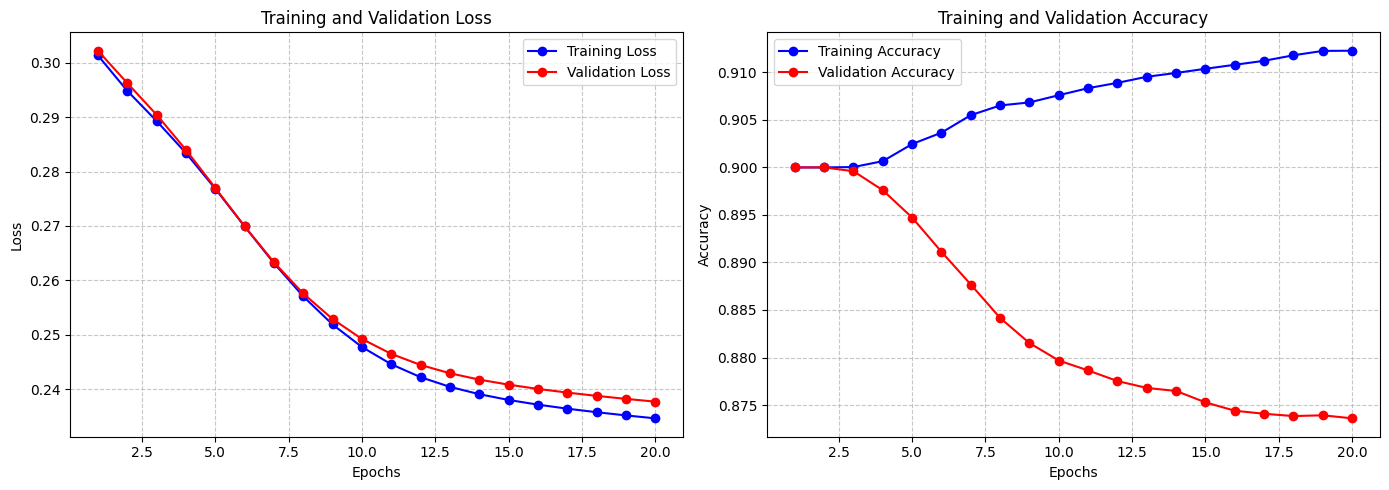 Training and Validation Loss
Training Loss
Validation Loss
0.30
0.29
0.28
0.27
0.26
0.25
0.24
Loss
2.5 5.0 7.5 10.0 12.5 15.0 17.5 20.0
Epochs
Training and Validation Accuracy
Training Accuracy
Validation Accuracy
0.910
0.905
0.900
0.895
0.890
0.885
0.880
0.875
Accuracy
2.5 5.0 7.5 10.0 12.5 15.0 17.5 20.0
Epochs